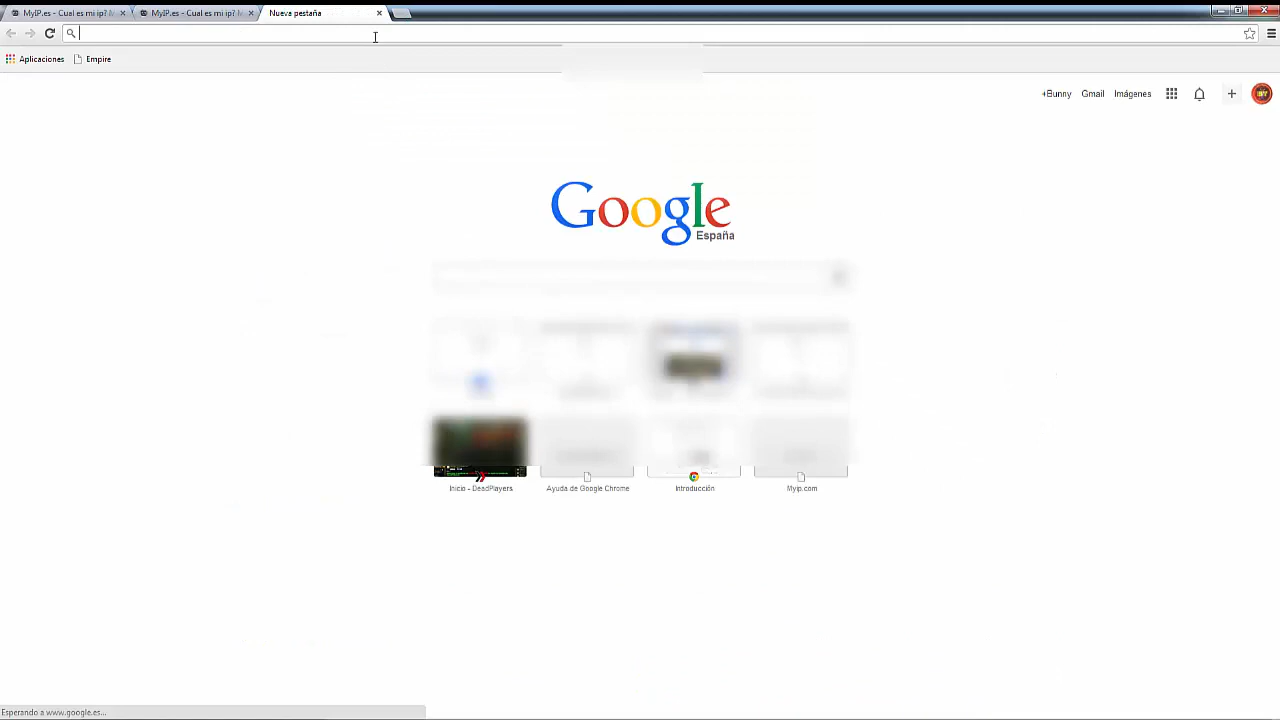 MyIP.es - Cual es mi ip?
MyIP.es - Cual es mi ip?
Nueva pestaña
Aplicaciones
Empire
+Bunny
Gmail
Imágenes
Google
España
Inicio - DeadPlayers
Ayuda de Google Chrome
Introducción
Myip.com
Esperando a www.google.es...